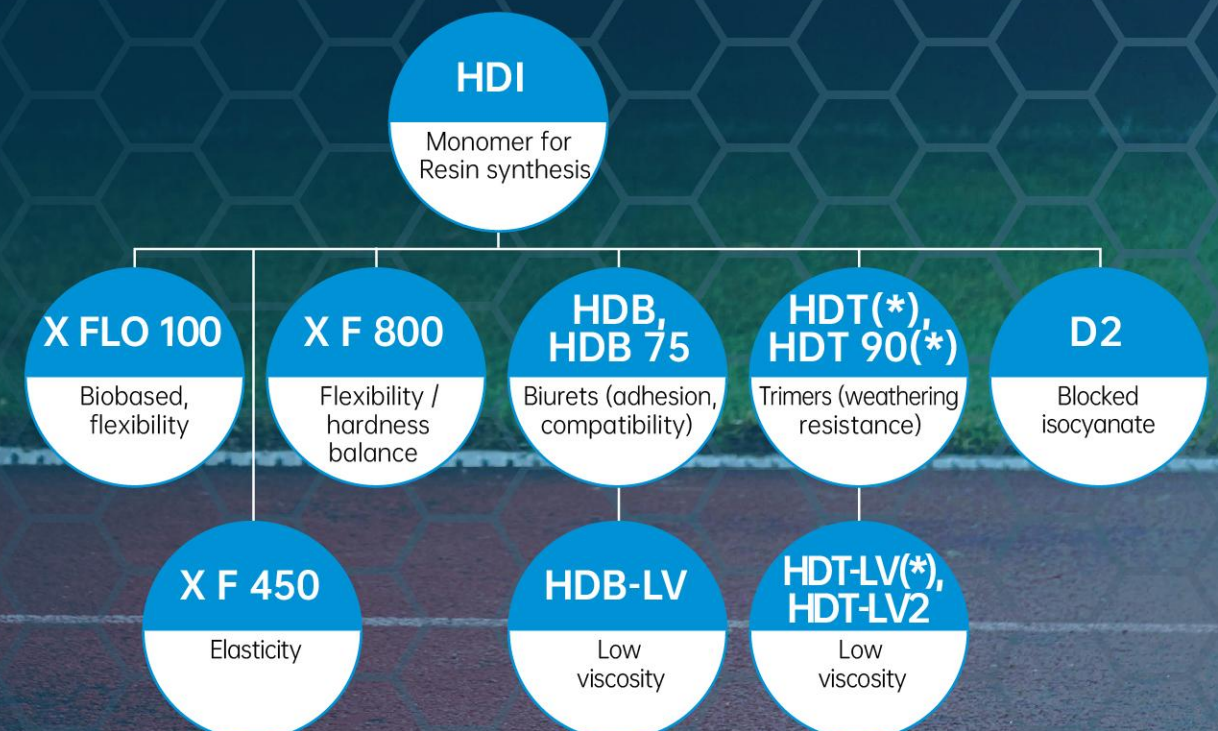 HDI
Monomer for
Resin synthesis
X FLO 100
Biobased,
flexibility
X F 800
Flexibility /
hardness
balance
HDB,
HDB 75
Biurets (adhesion,
compatibility)
HDT(*),
HDT 90(*)
Trimers (weathering
resistance)
D2
Blocked
isocyanate
X F 450
Elasticity
HDB-LV
Low
viscosity
HDT-LV(*),
HDT-LV2
Low
viscosity